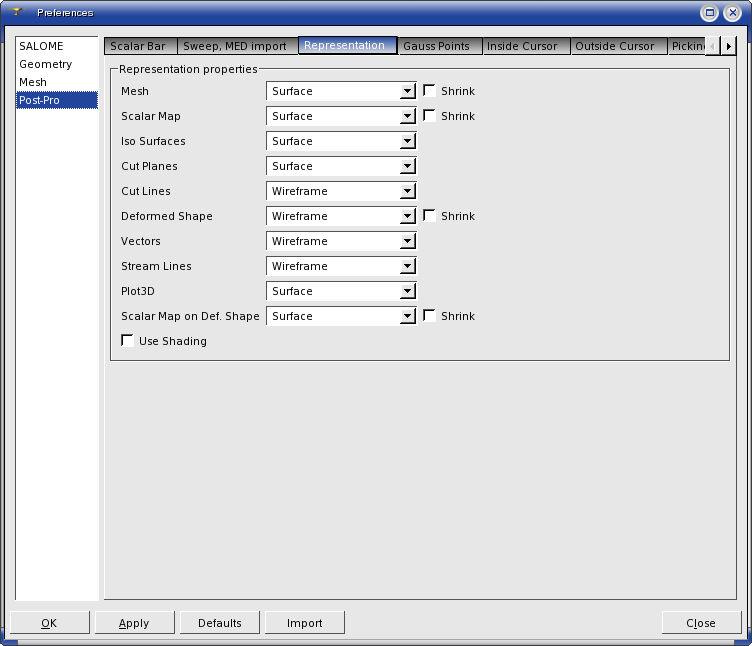 Preferences
SALOME
Geometry
Mesh
Post-Pro
Scalar Bar Sweep, MED import Representation Gauss Points Inside Cursor Outside Cursor Pickin
Representation properties
Mesh Surface Shrink
Scalar Map Surface Shrink
Iso Surfaces Surface
Cut Planes Surface
Cut Lines Wireframe
Deformed Shape Wireframe Shrink
Vectors Wireframe
Stream Lines Wireframe
Plot3D Surface
Scalar Map on Def. Shape Surface Shrink
Use Shading
OK Apply Defaults Import Close